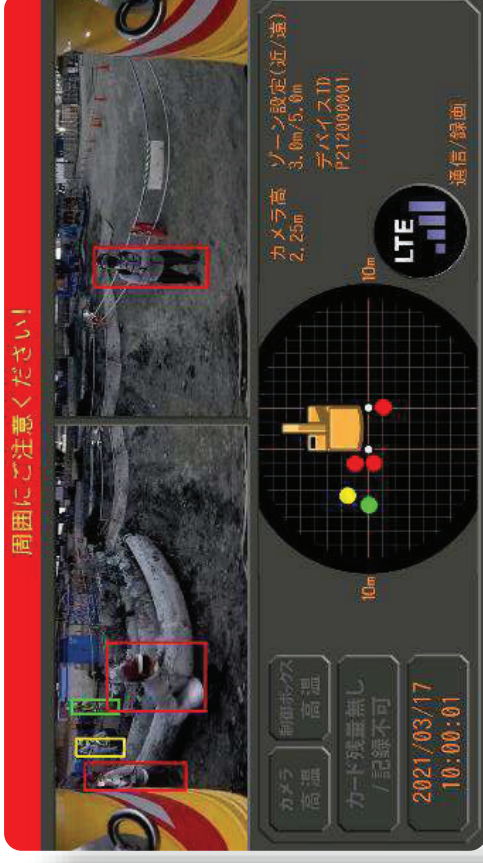 周囲にご注意ください!
カメラ
高温
制御ボックス
高温
カード残量無し
/記録不可
2021/03/17
10:00:01
10m
10m
カメラ高
2.25m
ゾーン設定(近/遠)
3.0m/5.0m
デバイスID
P212000001
LTE
通信/録画